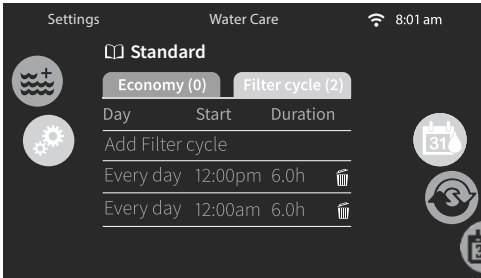 Settings Water Care 8:01 am
Standard
Economy (0) Filter cycle (2)
Day Start Duration
Add Filter cycle
Every day 12:00pm 6.0h
Every day 12:00am 6.0h
31